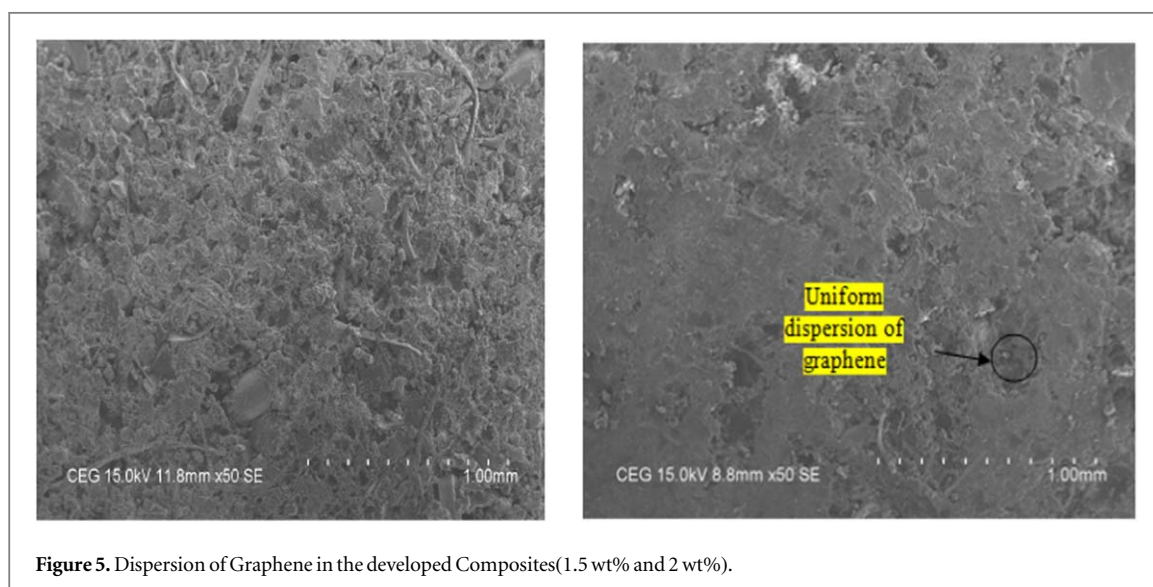 CEG 15.0kV 11.8mm x50 SE 1.00mm
Uniform
dispersion of
graphene
CEG 15.0kV 8.8mm x50 SE 1.00mm
Figure 5. Dispersion of Graphene in the developed Composites(1.5 wt% and 2 wt%).